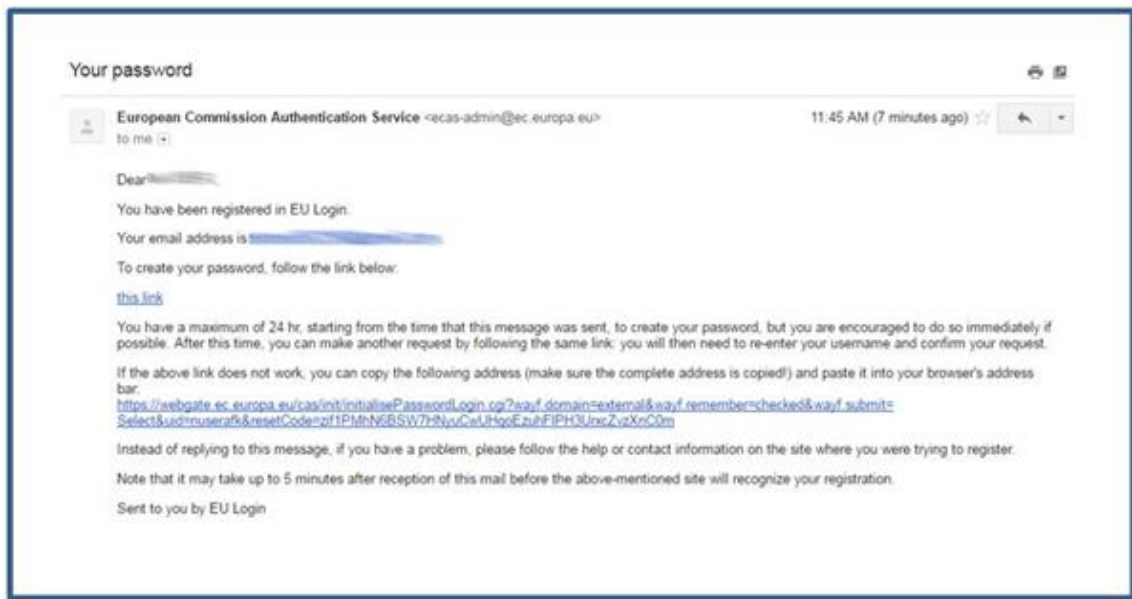 Your password
European Commission Authentication Service <ecas-admin@ec.europa.eu>
11:45 AM (7 minutes ago)
to me
Dear
You have been registered in EU Login.
Your email address is
To create your password, follow the link below:
this link
You have a maximum of 24 hr, starting from the time that this message was sent, to create your password, but you are encouraged to do so immediately if
possible. After this time, you can make another request by following the same link: you will then need to re-enter your username and confirm your request.
If the above link does not work, you can copy the following address (make sure the complete address is copied!) and paste it into your browser's address
bar:
https://webgate.ec.europa.eu/cas/init/initialisePasswordLogin.cgi?wayf.domain=external&wayf.remember=checked&wayf.submit=
Instead of replying to this message, if you have a problem, please follow the help or contact information on the site where you were trying to register.
Note that it may take up to 5 minutes after reception of this mail before the above-mentioned site will recognize your registration.
Sent to you by EU Login